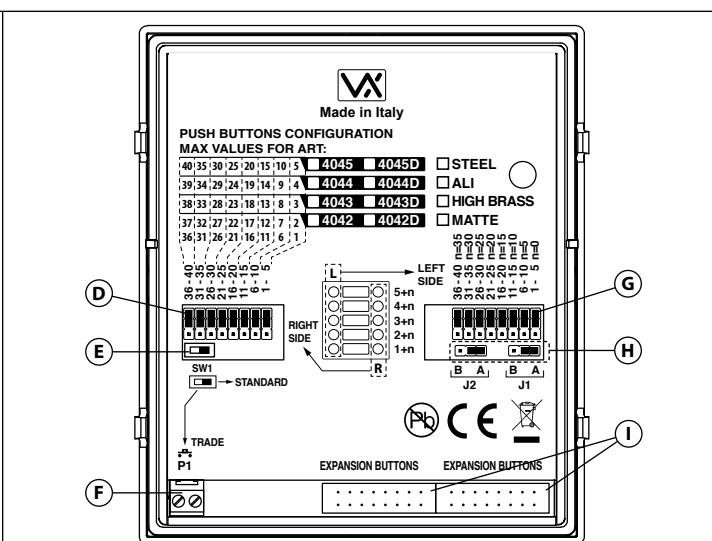 VX
Made in Italy
PUSH BUTTONS CONFIGURATION
MAX VALUES FOR ART:
40 35 30 25 20 15 10 5 4045 4045D STEEL
39 34 29 24 19 14 9 4 4044 4044D ALI
38 33 28 23 18 13 8 3 4043 4043D HIGH BRASS
37 32 27 22 17 12 7 2 4042 4042D MATTE
36 31 26 21 16 11 6 1
36 - 40
31 - 35
26 - 30
21 - 25
16 - 20
11 - 15
6 - 10
1 - 5
L
LEFT
SIDE
5+n
4+n
3+n
2+n
1+n
RIGHT
SIDE
R
36 - 40 n=35
31 - 35 n=30
26 - 30 n=25
21 - 25 n=20
16 - 20 n=15
11 - 15 n=10
6 - 10 n=5
1 - 5 n=0
D
E
SW1
STANDARD
TRADE
P1
F
G
H
B A B A
J2 J1
Pb
CE
EXPANSION BUTTONS EXPANSION BUTTONS
I